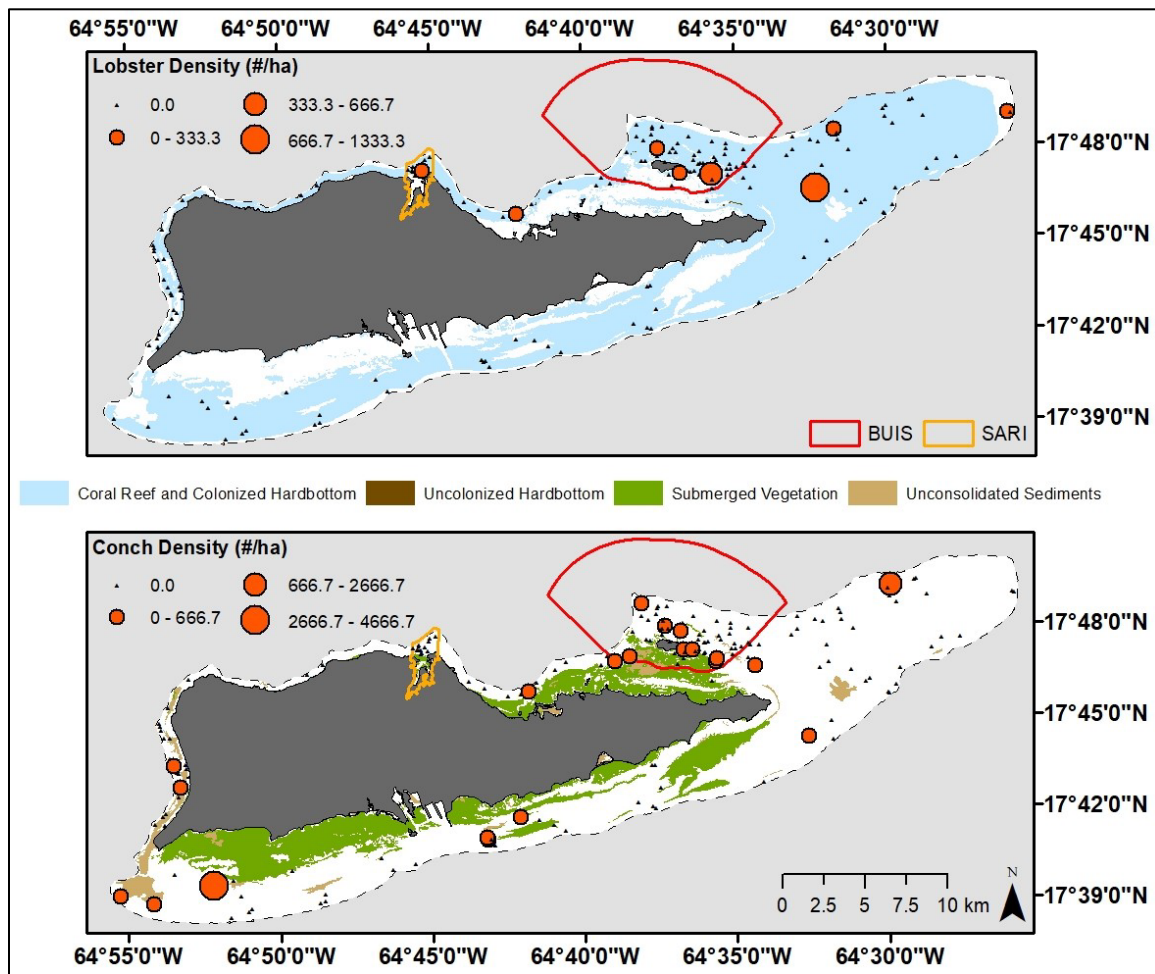 64°55'0"W 64°50'0"W 64°45'0"W 64°40'0"W 64°35'0"W 64°30'0"W
Lobster Density (#/ha)
0.0 333.3 - 666.7
0 - 333.3 666.7 - 1333.3
17°48'0"N
17°45'0"N
17°42'0"N
17°39'0"N
BUIS SARI
Coral Reef and Colonized Hardbottom Uncolonized Hardbottom Submerged Vegetation Unconsolidated Sediments
Conch Density (#/ha)
0.0 666.7 - 2666.7
0 - 666.7 2666.7 - 4666.7
17°48'0"N
17°45'0"N
17°42'0"N
N
0 2.5 5 7.5 10 km
17°39'0"N
64°55'0"W 64°50'0"W 64°45'0"W 64°40'0"W 64°35'0"W 64°30'0"W